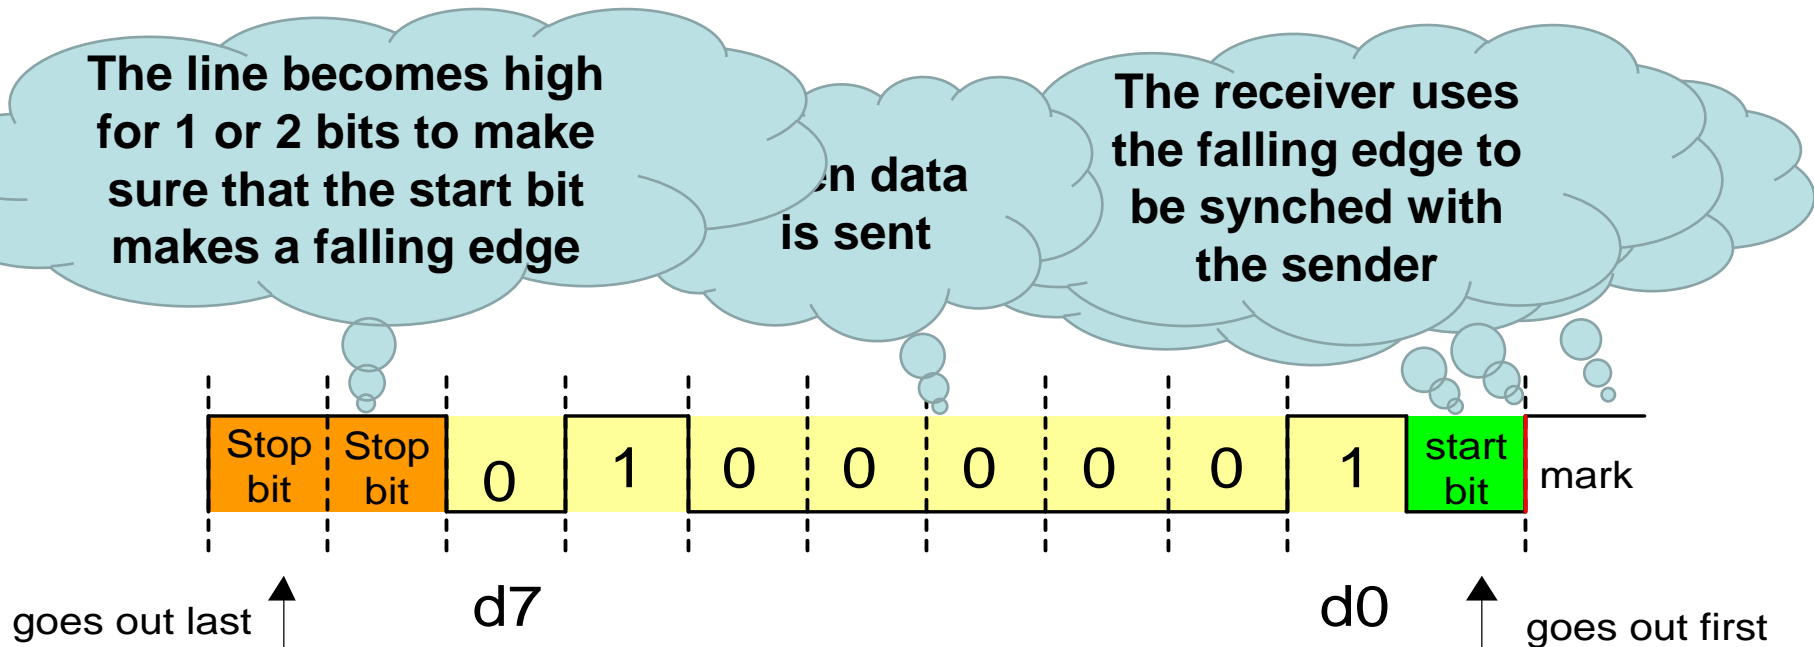 The line becomes high
for 1 or 2 bits to make
sure that the start bit
makes a falling edge
data
is sent
The receiver uses
the falling edge to
be synched with
the sender
Stop
bit
Stop
bit
0
1
0
0
0
0
0
1
start
bit
mark
d7
d0
goes out last
goes out first